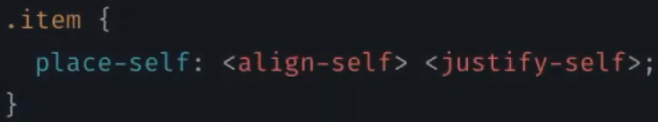 .item {
  place-self: <align-self> <justify-self>;
}